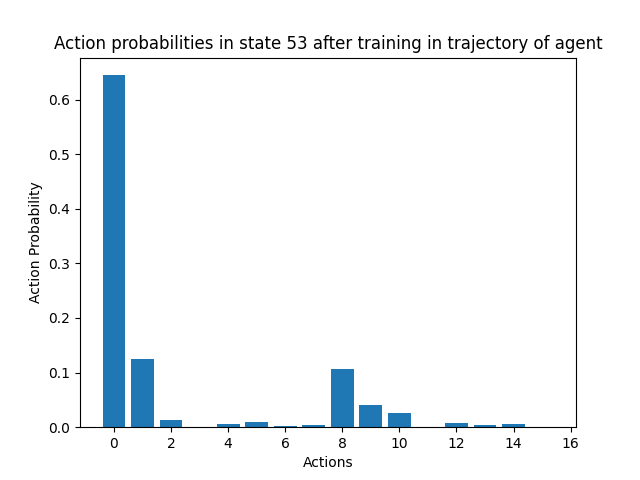 Action probabilities in state 53 after training in trajectory of agent
Action Probability
0.6
0.5
0.4
0.3
0.2
0.1
0.0
0 2 4 6 8 10 12 14 16
Actions